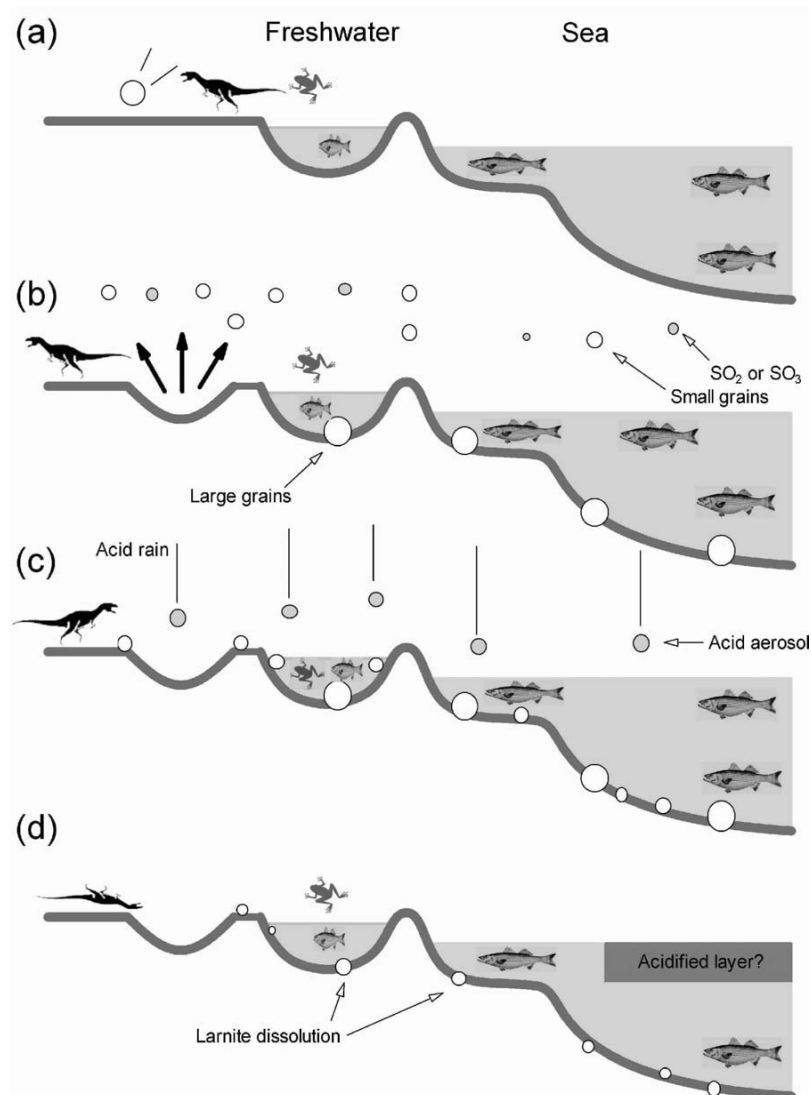 (a)
Freshwater
Sea
(b)
SO₂ or SO₃
Small grains
Large grains
Acid rain
(c)
Acid aerosol
(d)
Acidified layer?
Larnite dissolution